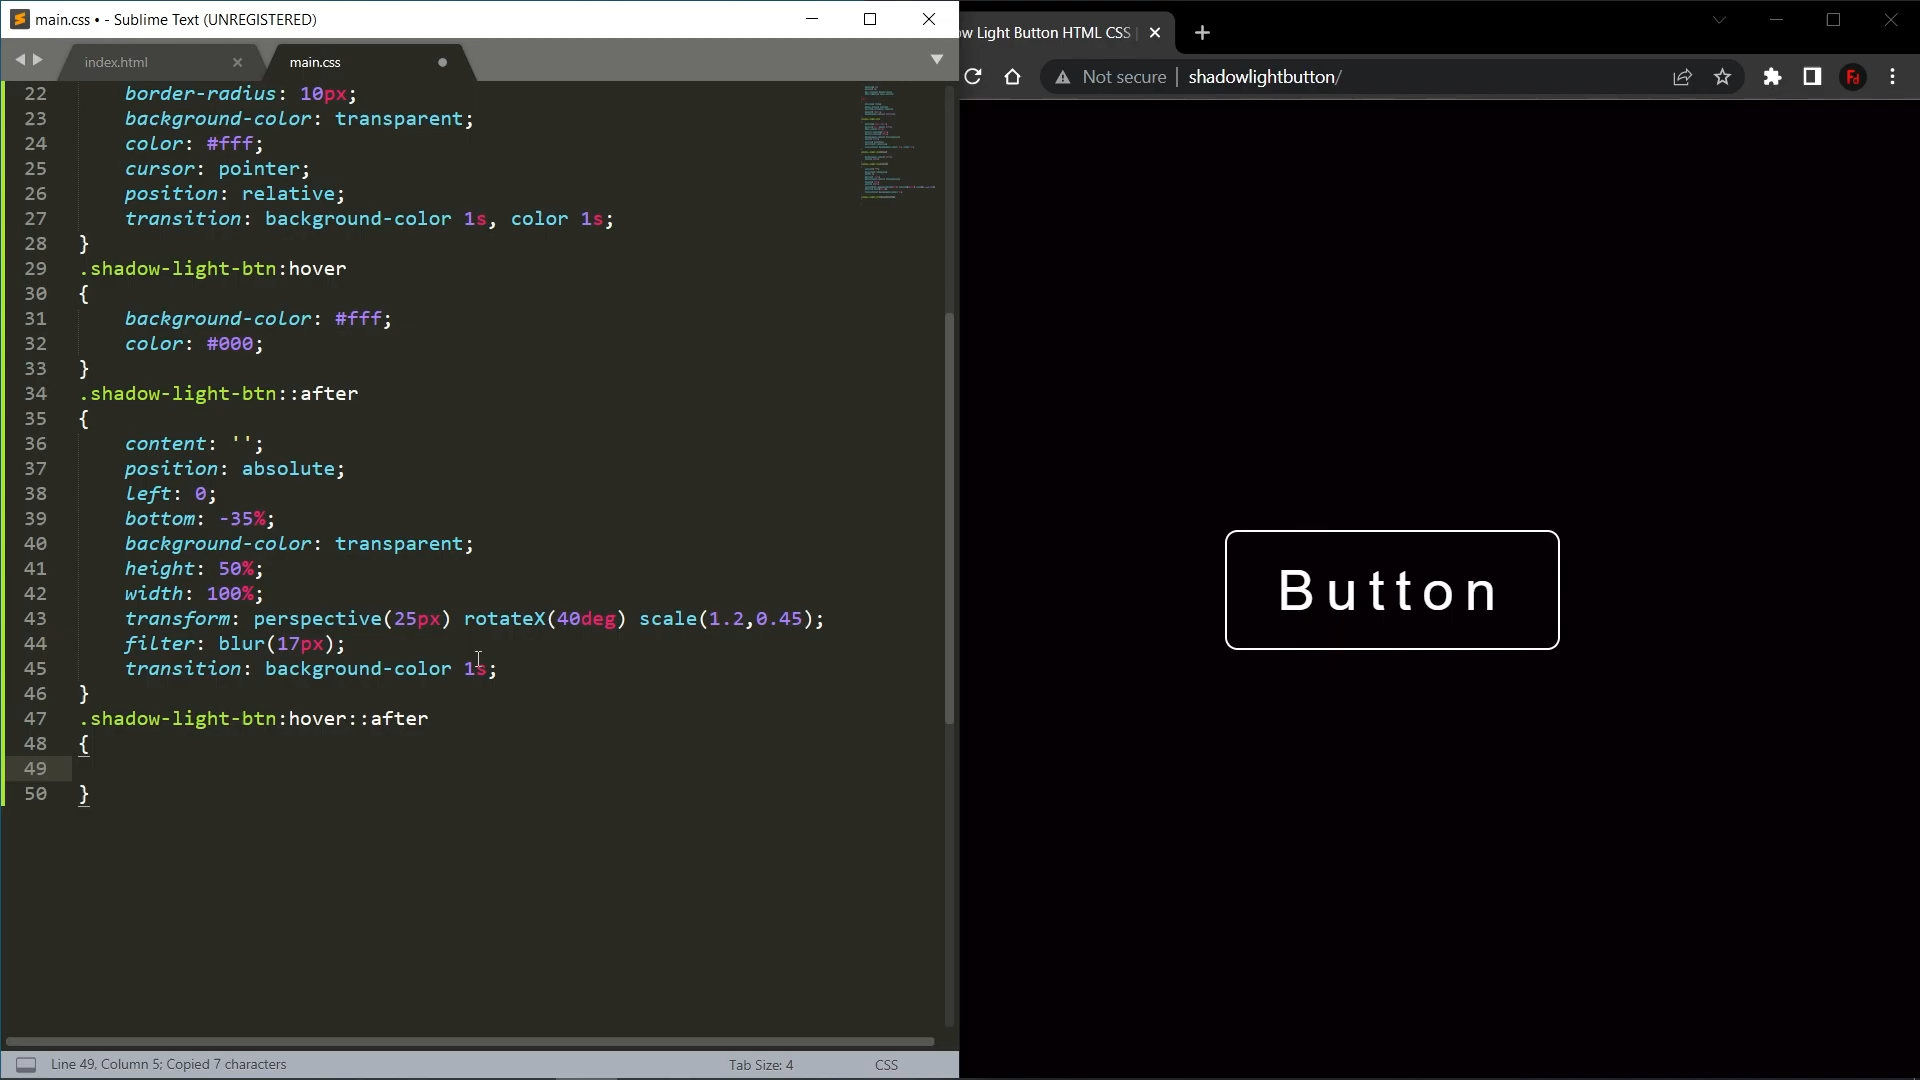 main.css • - Sublime Text (UNREGISTERED)
index.html
main.css
22 border-radius: 10px;
23 background-color: transparent;
24 color: #fff;
25 cursor: pointer;
26 position: relative;
27 transition: background-color 1s, color 1s;
28 }
29 .shadow-light-btn:hover
30 {
31 background-color: #fff;
32 color: #000;
33 }
34 .shadow-light-btn::after
35 {
36 content: '';
37 position: absolute;
38 left: 0;
39 bottom: -35%;
40 background-color: transparent;
41 height: 50%;
42 width: 100%;
43 transform: perspective(25px) rotateX(40deg) scale(1.2,0.45);
44 filter: blur(17px);
45 transition: background-color 1s;
46 }
47 .shadow-light-btn:hover::after
48 {
49
50 }
Line 49, Column 5; Copied 7 characters
Tab Size: 4
CSS
ow Light Button HTML CSS |
Not secure | shadowlightbutton/
Fd
Button